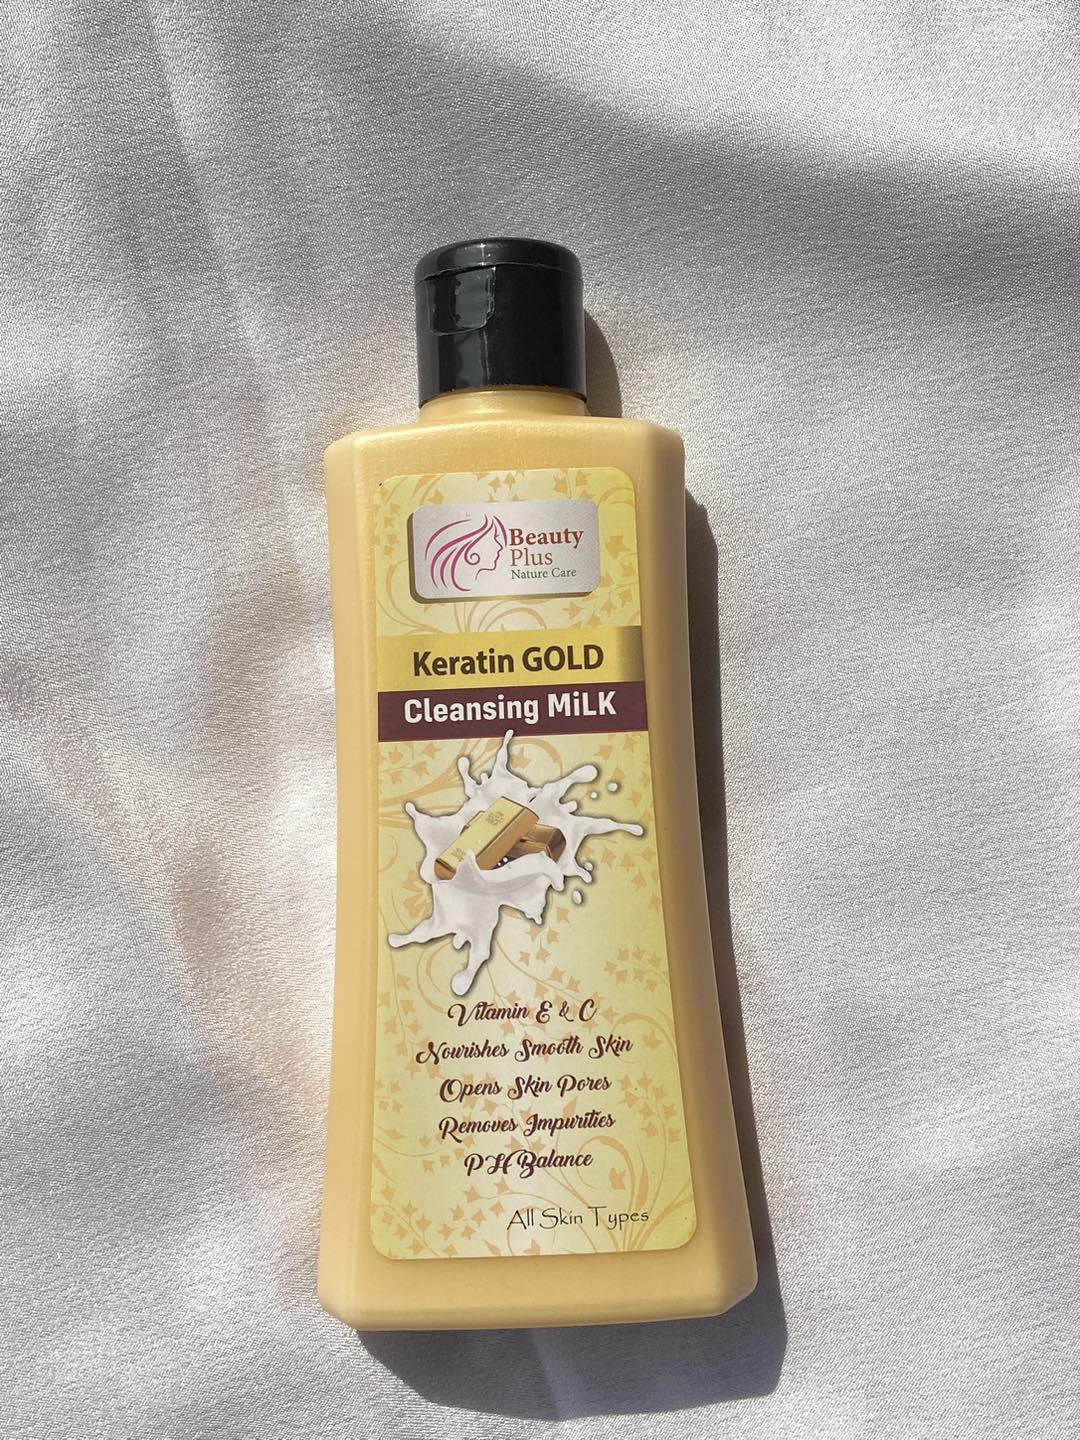 Beauty
Plus
Nature Care
Keratin GOLD
Cleansing MiLK
Vitamin E & C
Nourishes Smooth Skin
Opens Skin Pores
Removes Impurities
PH Balance
All Skin Types